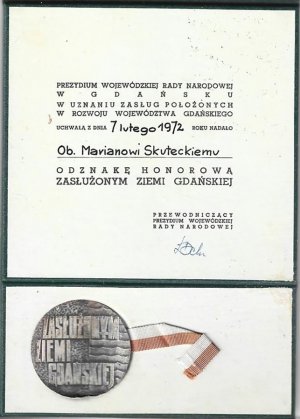 PREZYDIUM WOJEWÓDZKIEJ RADY NARODOWEJ
W GDAŃSKU
W UZNANIU ZASŁUG POŁOŻONYCH
W ROZWOJU WOJEWÓDZTWA GDAŃSKIEGO
UCHWAŁĄ Z DNIA 7 lutego 1972 ROKU NADAŁO
Ob. Marianowi Skuteckiemu
ODZNAKĘ HONOROWĄ
ZASŁUŻONYM ZIEMI GDAŃSKIEJ
PRZEWODNICZĄCY
PREZYDIUM WOJEWÓDZKIEJ
RADY NARODOWEJ
ZASŁUŻONYM
ZIEMI
GDAŃSKIEJ